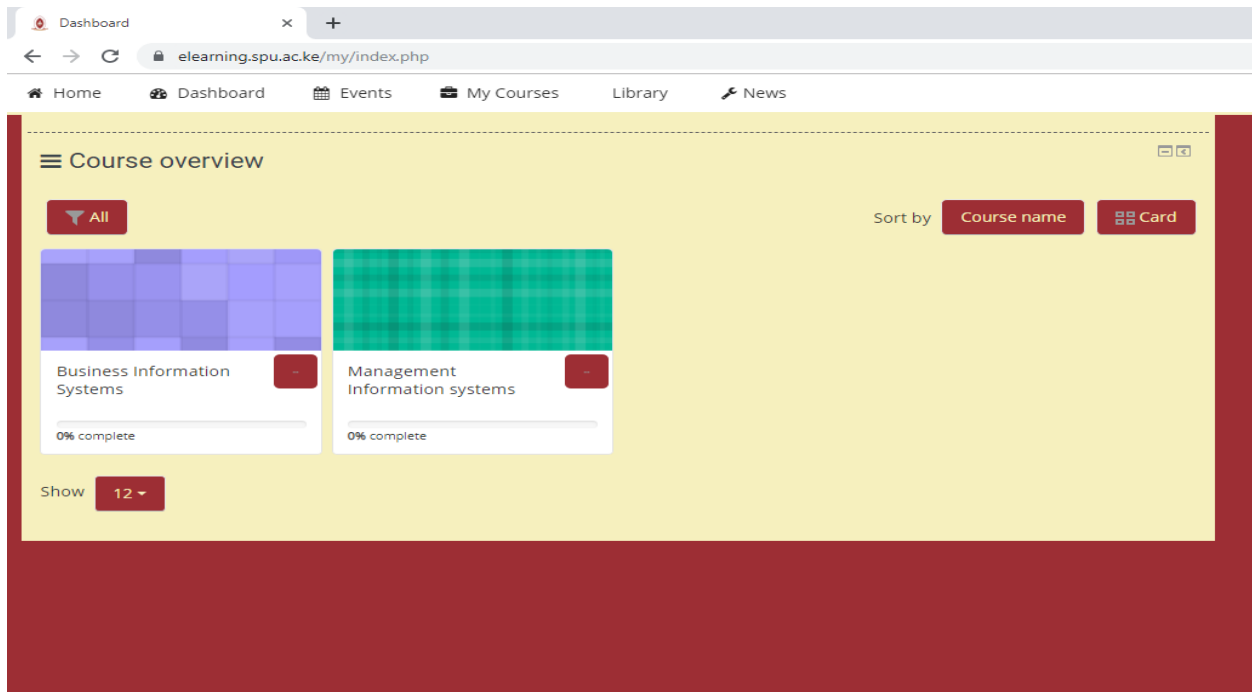 Dashboard
elearning.spu.ac.ke/my/index.php
Home Dashboard Events My Courses Library News
Course overview
All Sort by Course name Card
Business Information
Systems
0% complete
Management
Information systems
0% complete
Show 12